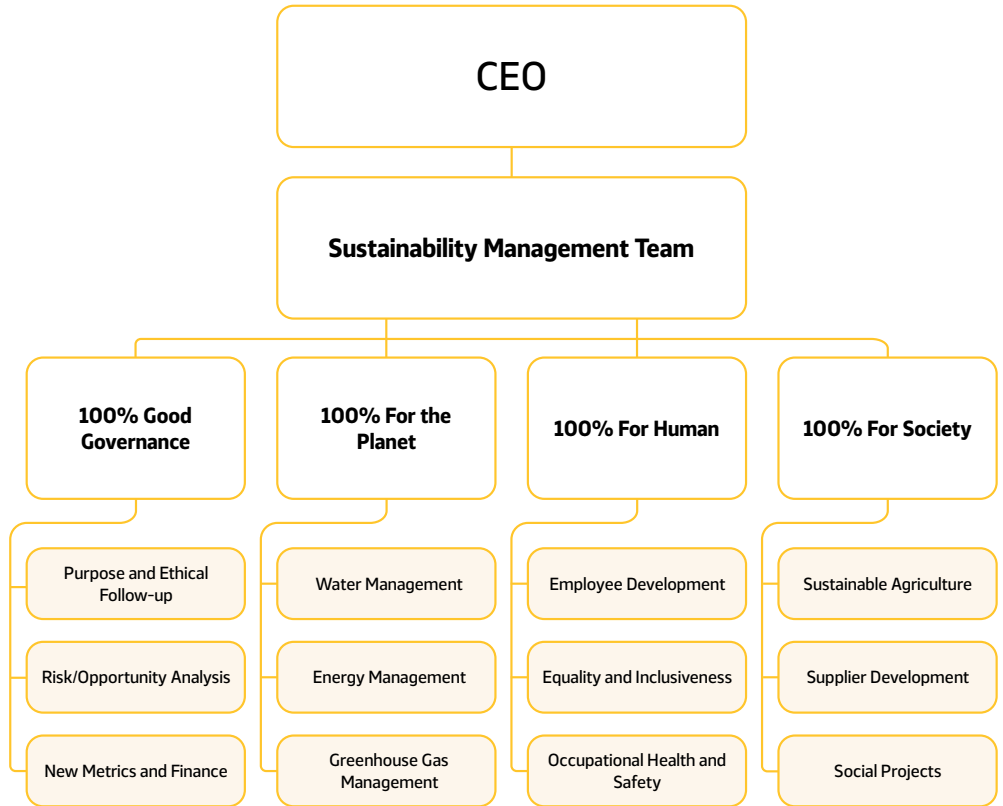 CEO
Sustainability Management Team
100% Good
Governance
100% For the
Planet
100% For Human
100% For Society
Purpose and Ethical
Follow-up
Water Management
Employee Development
Sustainable Agriculture
Risk/Opportunity Analysis
Energy Management
Equality and Inclusiveness
Supplier Development
New Metrics and Finance
Greenhouse Gas
Management
Occupational Health and
Safety
Social Projects